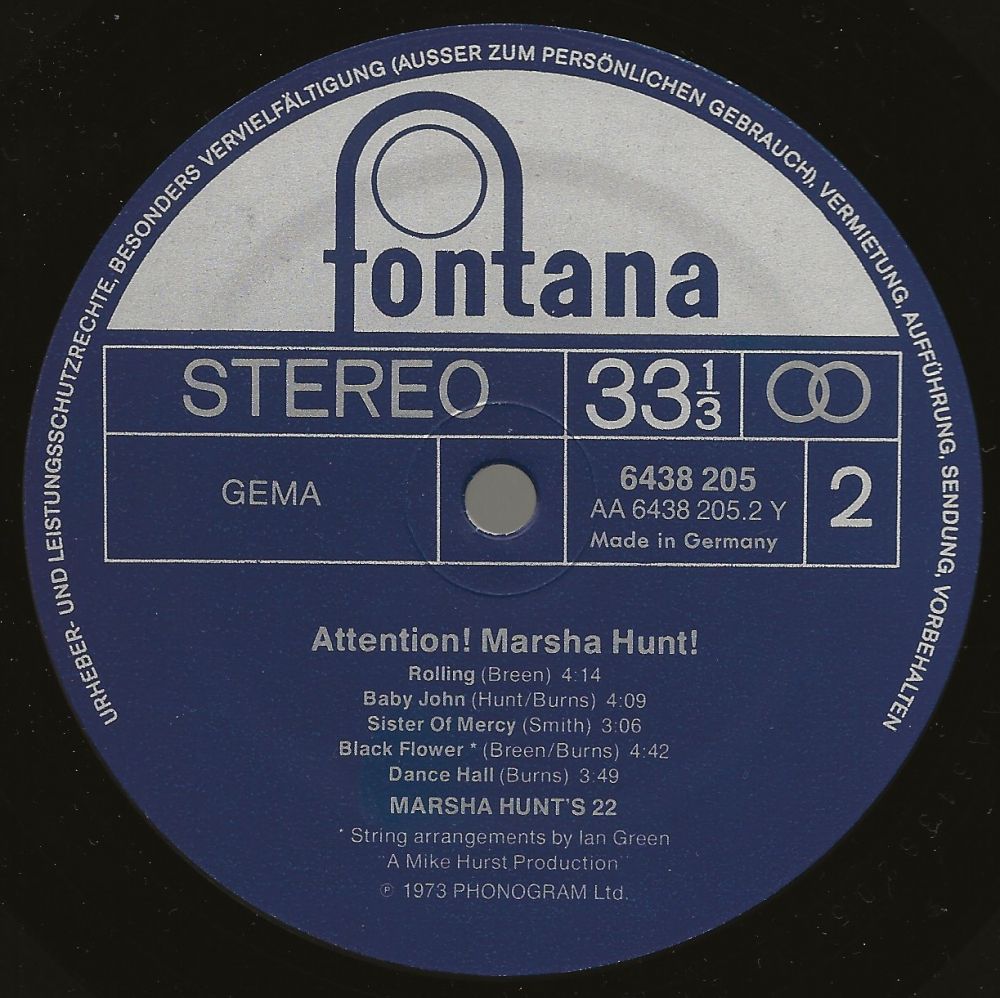 URHEBER- UND LEISTUNGSSCHUTZRECHTE, BESONDERS VERVIELFÄLTIGUNG (AUSSER ZUM PERSÖNLICHEN GEBRAUCH), VERMIETUNG, AUFFÜHRUNG, SENDUNG, VORBEHALTEN
fontana
STEREO 33 1/3
GEMA 6438 205 2
AA 6438 205.2 Y
Made in Germany
Attention! Marsha Hunt!
Rolling (Breen) 4:14
Baby John (Hunt/Burns) 4:09
Sister Of Mercy (Smith) 3:06
Black Flower * (Breen/Burns) 4:42
Dance Hall (Burns) 3:49
MARSHA HUNT'S 22
* String arrangements by Ian Green
"A Mike Hurst Production"
℗ 1973 PHONOGRAM Ltd.